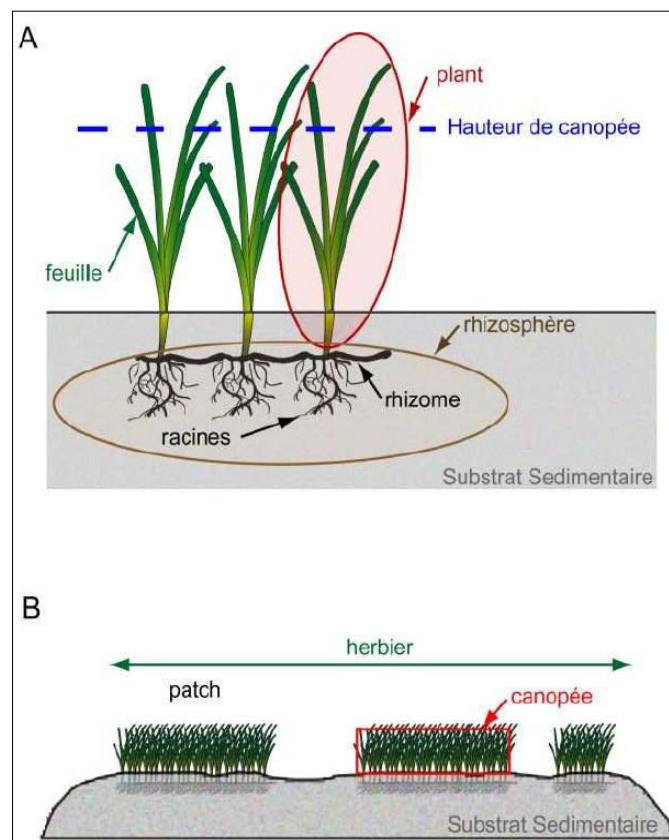 A
plant
Hauteur de canopée
feuille
rhizosphère
rhizome
racines
Substrat Sedimentaire
B
herbier
patch
canopée
Substrat Sedimentaire